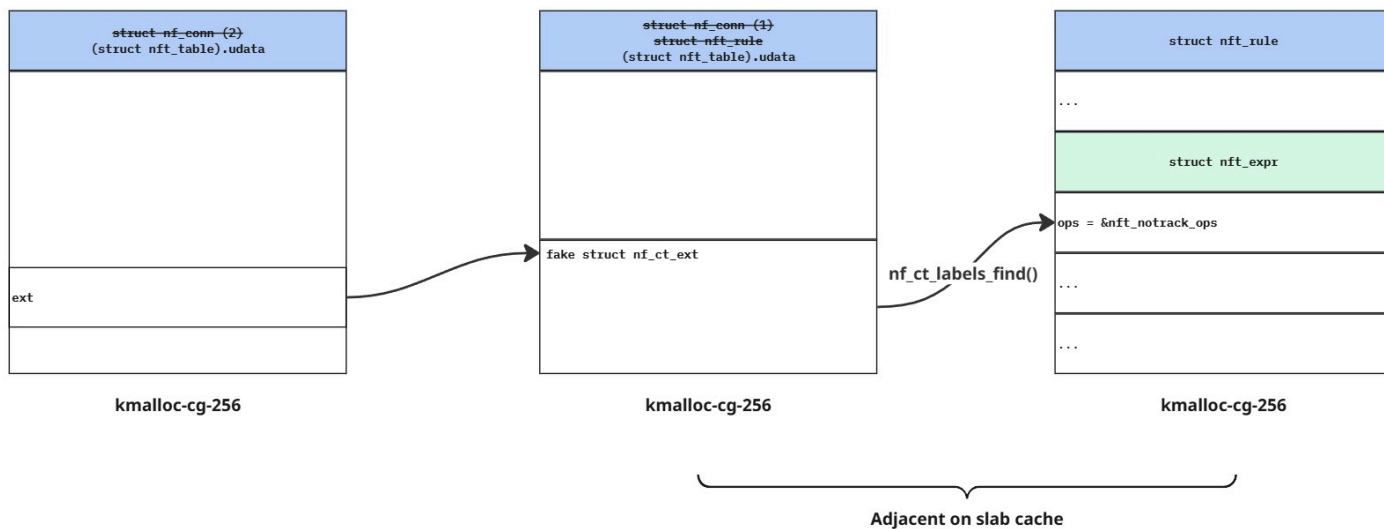 struct nf_conn (2)
(struct nft_table).udata
ext
kmalloc-cg-256
struct nf_conn (1)
struct nft_rule
(struct nft_table).udata
fake struct nf_ct_ext
kmalloc-cg-256
nf_ct_labels_find()
struct nft_rule
...
struct nft_expr
ops = &nft_notrack_ops
...
...
kmalloc-cg-256
Adjacent on slab cache